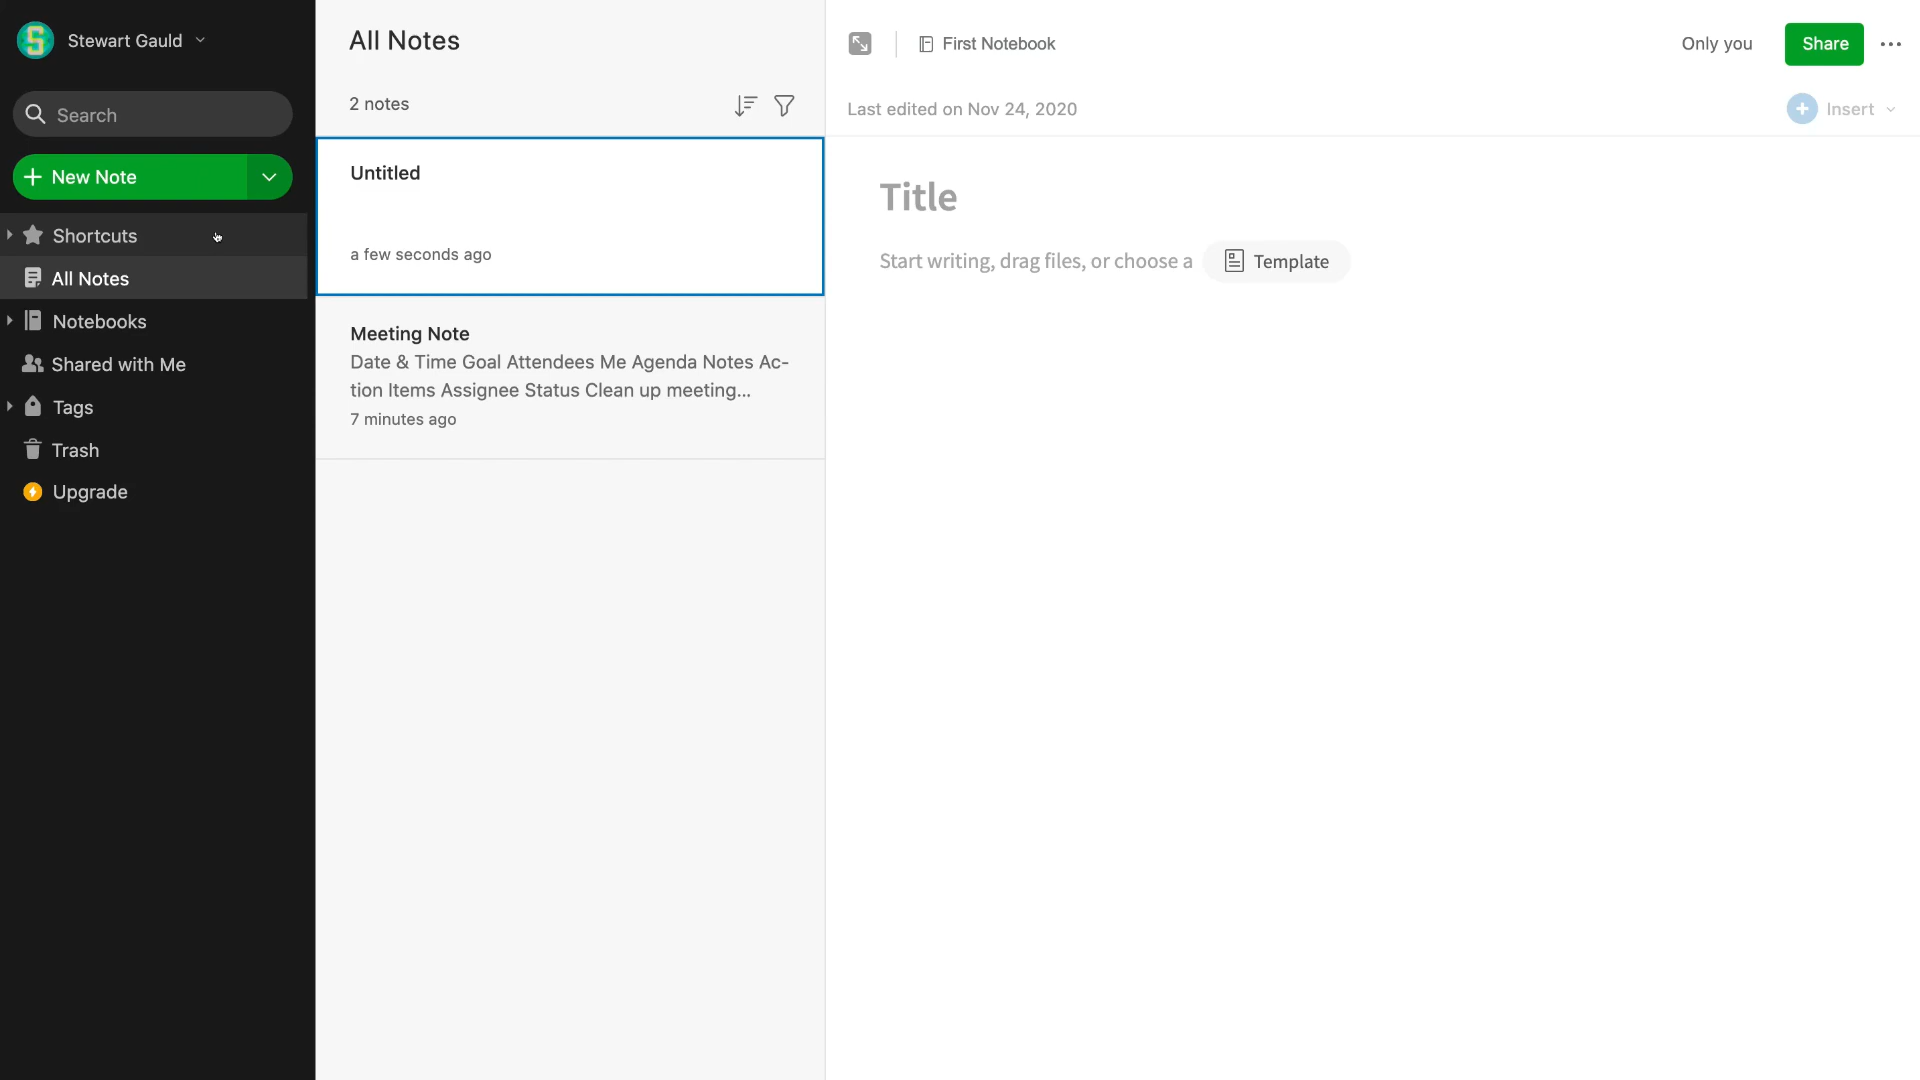 Stewart Gauld
Search
New Note
Shortcuts
All Notes
Notebooks
Shared with Me
Tags
Trash
Upgrade
All Notes
2 notes
Untitled
a few seconds ago
Meeting Note
Date & Time Goal Attendees Me Agenda Notes Ac-
tion Items Assignee Status Clean up meeting...
7 minutes ago
First Notebook
Only you
Share
Last edited on Nov 24, 2020
Insert
Title
Start writing, drag files, or choose a Template